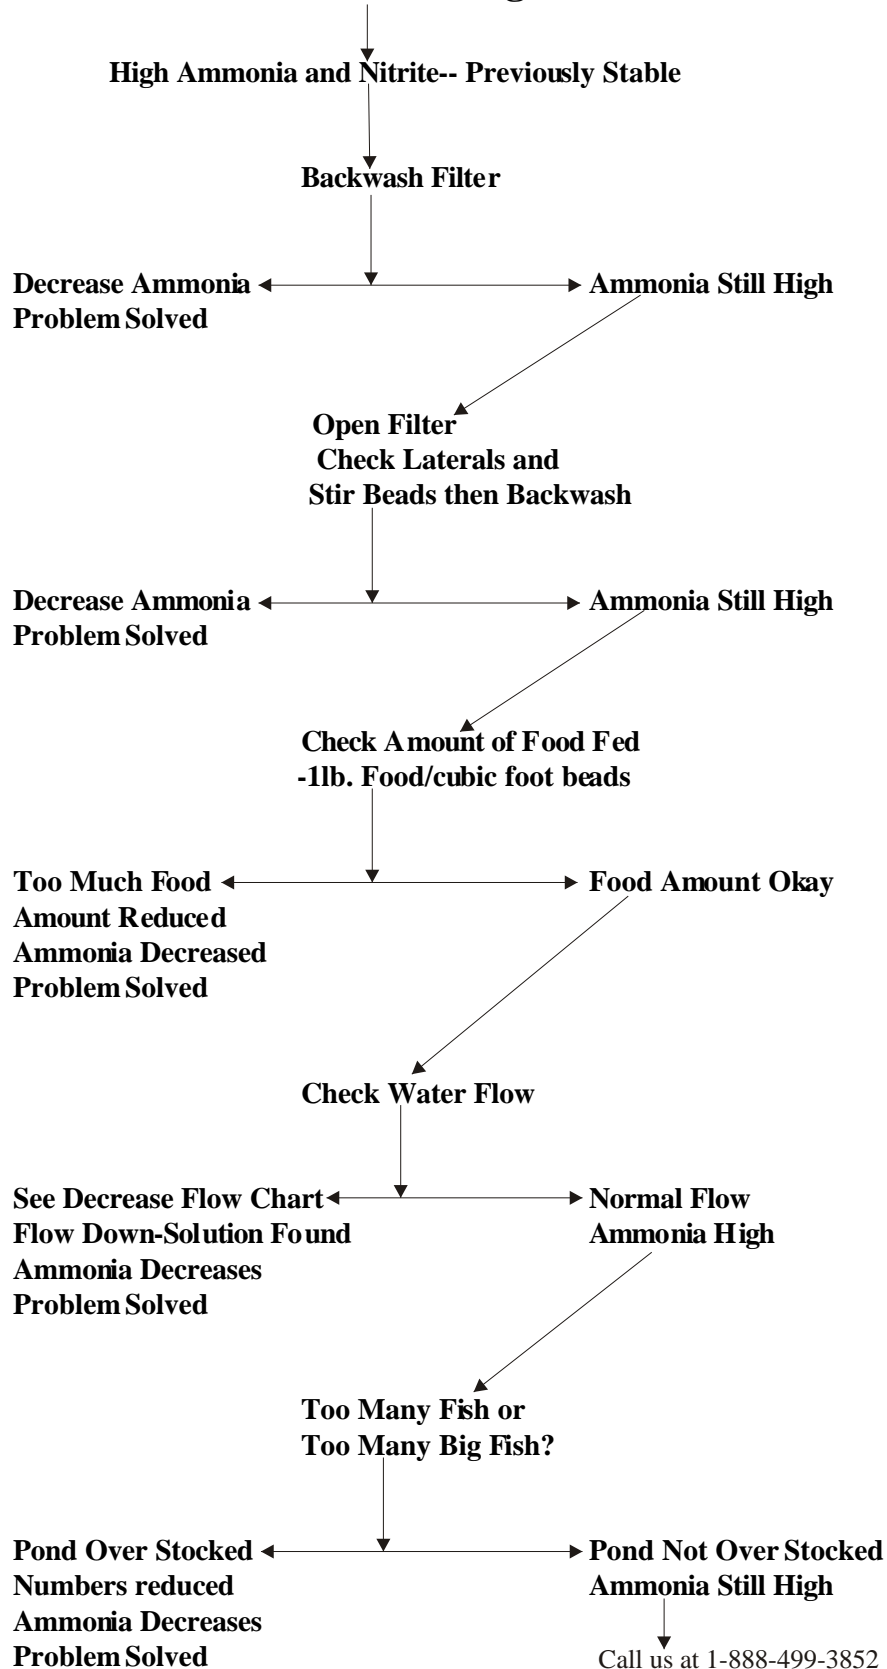 High Ammonia and Nitrite-- Previously Stable
Backwash Filter
Decrease Ammonia
Problem Solved
Ammonia Still High
Open Filter
Check Laterals and
Stir Beads then Backwash
Decrease Ammonia
Problem Solved
Ammonia Still High
Check Amount of Food Fed
-1lb. Food/cubic foot beads
Too Much Food
Amount Reduced
Ammonia Decreased
Problem Solved
Food Amount Okay
Check Water Flow
See Decrease Flow Chart
Flow Down-Solution Found
Ammonia Decreases
Problem Solved
Normal Flow
Ammonia High
Too Many Fish or
Too Many Big Fish?
Pond Over Stocked
Numbers reduced
Ammonia Decreases
Problem Solved
Pond Not Over Stocked
Ammonia Still High
Call us at 1-888-499-3852